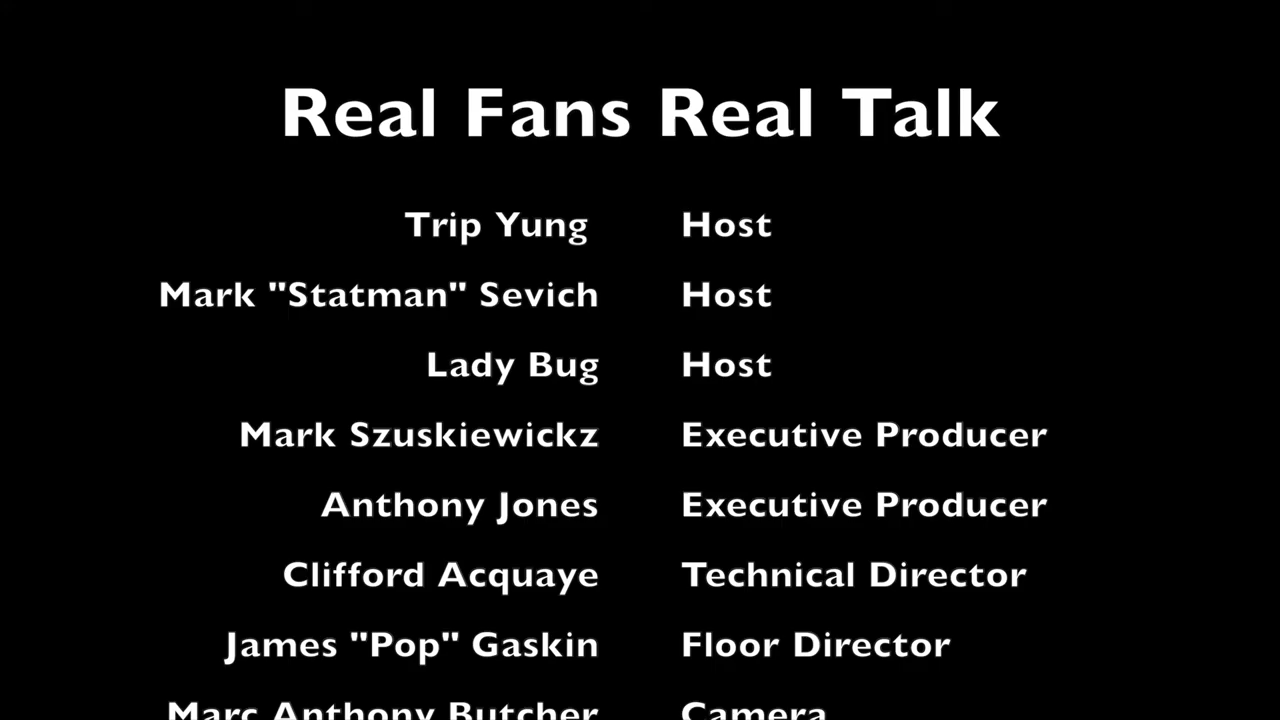 Real Fans Real Talk
Trip Yung Host
Mark "Statman" Sevich Host
Lady Bug Host
Mark Szuskiewickz Executive Producer
Anthony Jones Executive Producer
Clifford Acquaye Technical Director
James "Pop" Gaskin Floor Director
Marc Anthony Butcher Camera